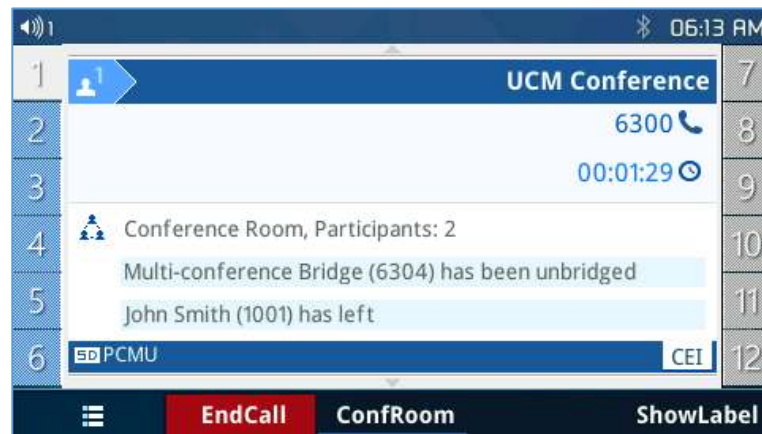 1 06:13 AM
1 1 UCM Conference 7
2 6300 8
3 00:01:29 9
Conference Room, Participants: 2
4 10
Multi-conference Bridge (6304) has been unbridged
5 John Smith (1001) has left 11
6 SD PCMU CEI 12
EndCall ConfRoom ShowLabel